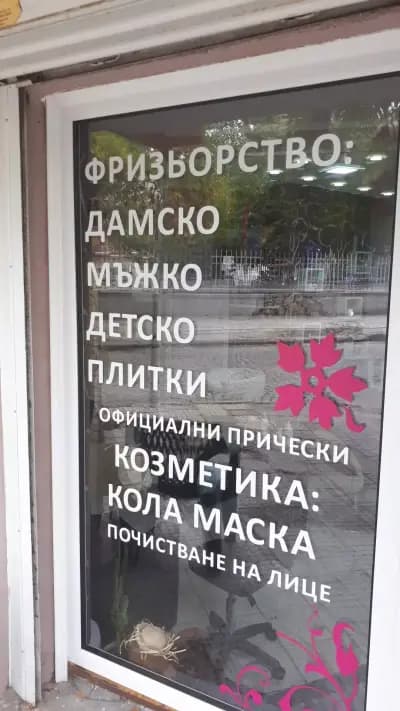 ФРИЗЬОРСТВО:
ДАМСКО
МЪЖКО
ДЕТСКО
ПЛИТКИ
ОФИЦИАЛНИ ПРИЧЕСКИ
КОЗМЕТИКА:
КОЛА МАСКА
ПОЧИСТВАНЕ НА ЛИЦЕ